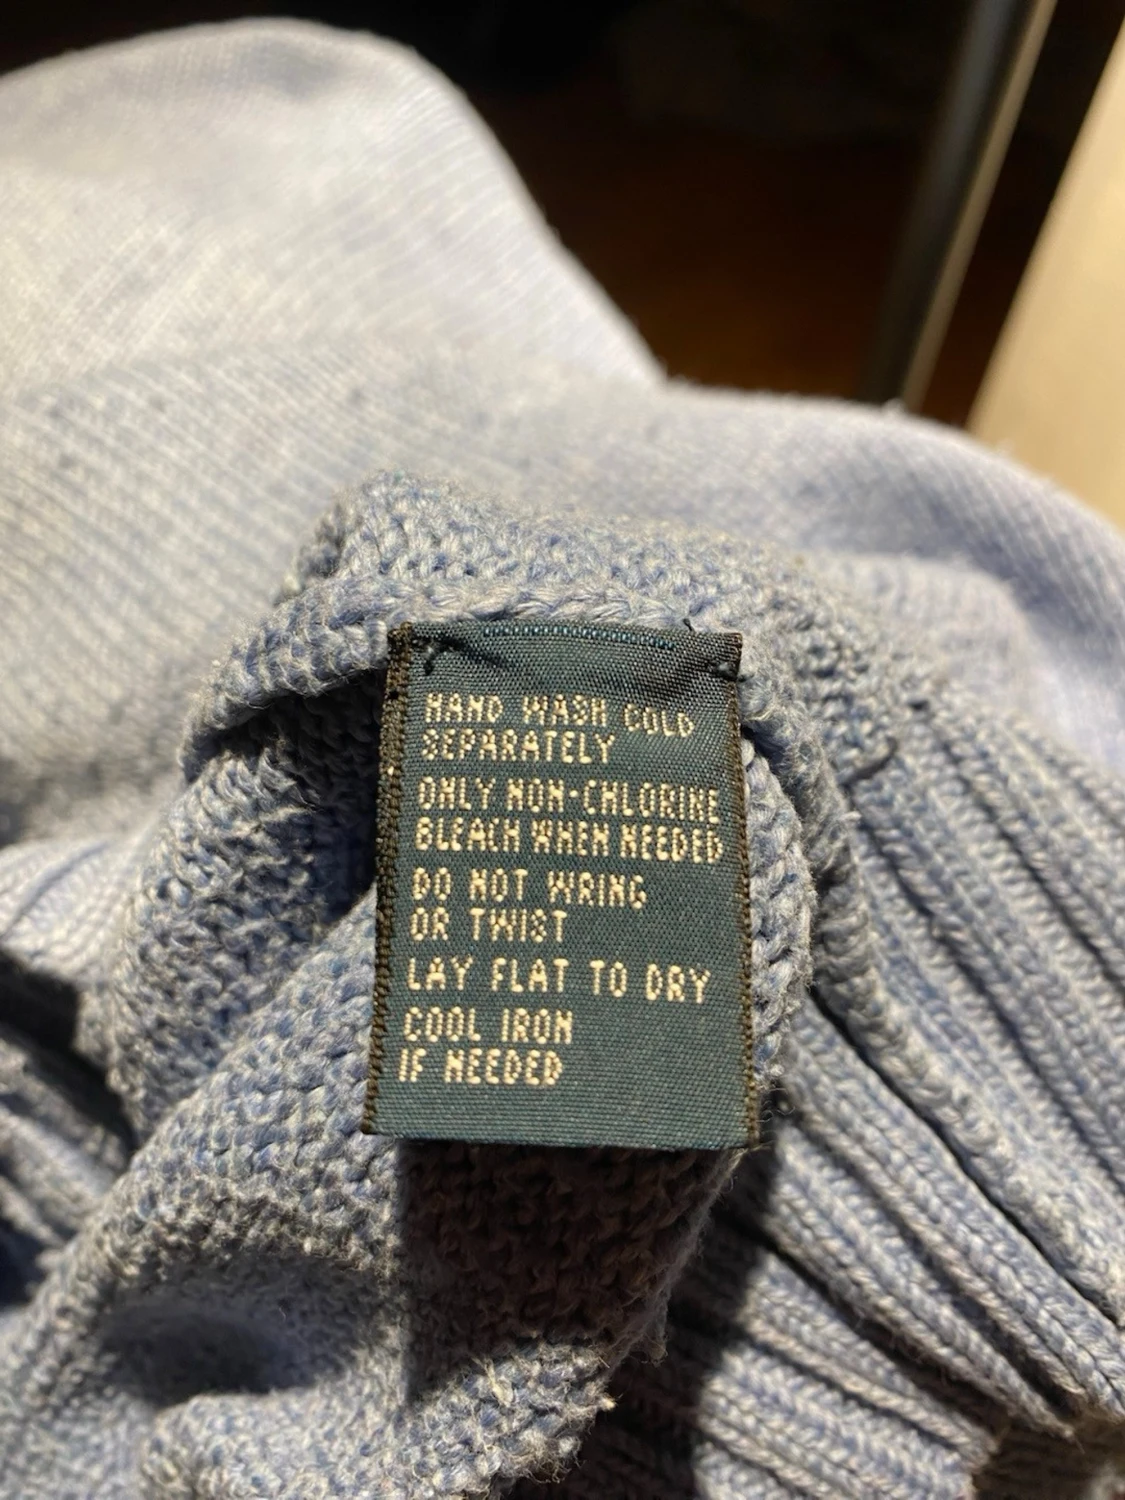 HAND WASH COLD
SEPARATELY
ONLY NON-CHLORINE
BLEACH WHEN NEEDED
DO NOT WRING
OR TWIST
LAY FLAT TO DRY
COOL IRON
IF NEEDED